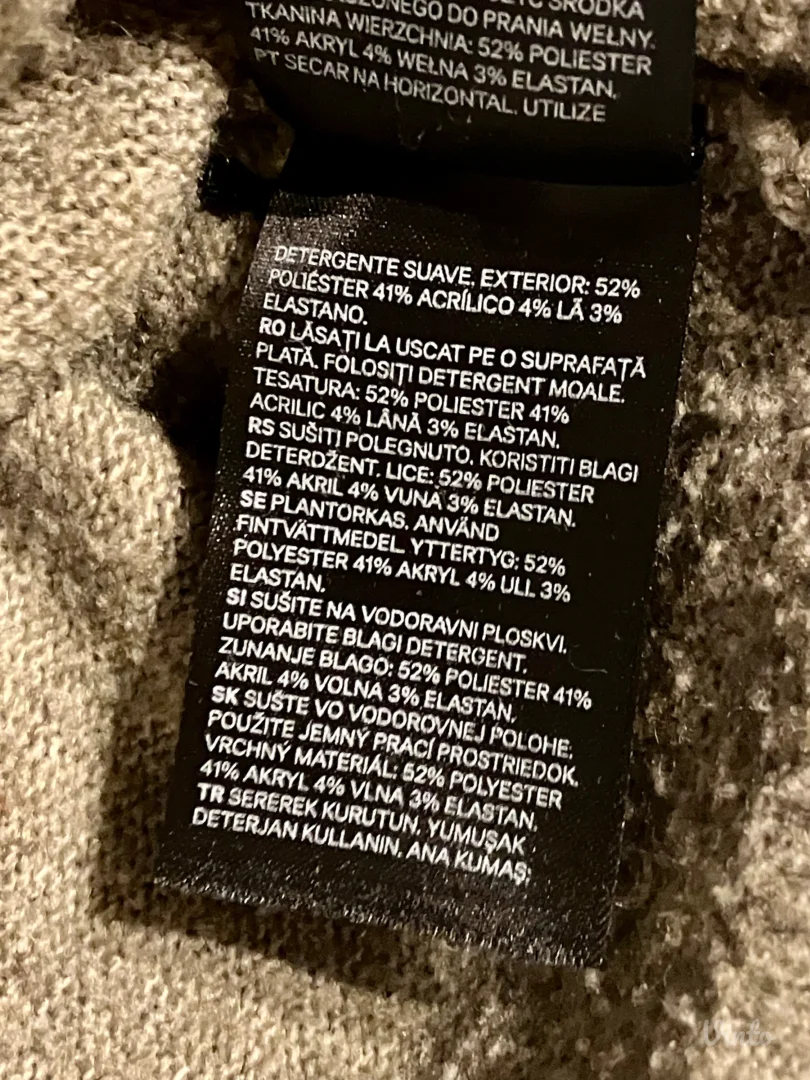 ŚRODKA
DO PRANIA WEŁNY.
TKANINA WIERZCHNIA: 52% POLIESTER
41% AKRYL 4% WEŁNA 3% ELASTAN.
PT SECAR NA HORIZONTAL. UTILIZE
DETERGENTE SUAVE. EXTERIOR: 52%
POLIÉSTER 41% ACRÍLICO 4% LÃ 3%
ELASTANO.
RO LĂSAȚI LA USCAT PE O SUPRAFAȚĂ
PLATĂ. FOLOSIȚI DETERGENT MOALE.
TESATURA: 52% POLIESTER 41%
ACRILIC 4% LÂNĂ 3% ELASTAN.
RS SUŠITI POLEGNUTO. KORISTITI BLAGI
DETERDŽENT. LICE: 52% POLIESTER
41% AKRIL 4% VUNA 3% ELASTAN.
SE PLANTORKAS. ANVÄND
FINTVÄTTMEDEL. YTTERTYG: 52%
POLYESTER 41% AKRYL 4% ULL 3%
ELASTAN.
SI SUŠITE NA VODORAVNI PLOSKVI.
UPORABITE BLAGI DETERGENT.
ZUNANJE BLAGO: 52% POLIESTER 41%
AKRIL 4% VOLNA 3% ELASTAN.
SK SUŠTE VO VODOROVNEJ POLOHE.
POUŽITE JEMNÝ PRACÍ PROSTRIEDOK.
VRCHNÝ MATERIÁL: 52% POLYESTER
41% AKRYL 4% VLNA 3% ELASTAN.
TR SEREREK KURUTUN. YUMUŞAK
DETERJAN KULLANIN. ANA KUMAŞ: